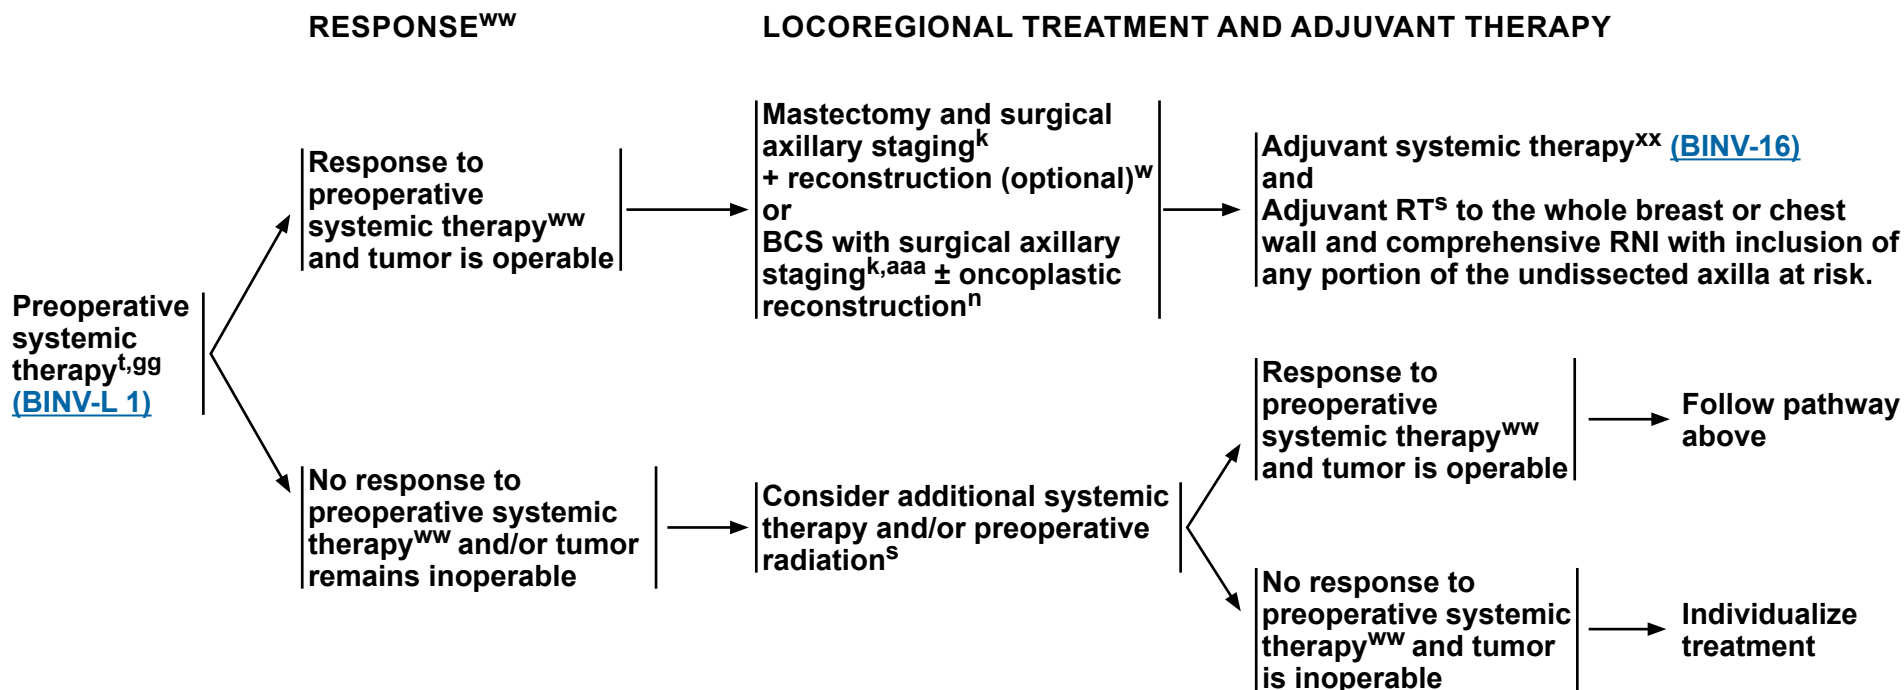 RESPONSEww
LOCOREGIONAL TREATMENT AND ADJUVANT THERAPY
Preoperative
systemic
therapyt,gg
(BINV-L 1)
Response to
preoperative
systemic therapyww
and tumor is operable
Mastectomy and surgical
axillary stagingk
+ reconstruction (optional)w
or
BCS with surgical axillary
stagingk,aaa ± oncoplastic
reconstructionn
Adjuvant systemic therapyxx (BINV-16)
and
Adjuvant RTs to the whole breast or chest
wall and comprehensive RNI with inclusion of
any portion of the undissected axilla at risk.
No response to
preoperative systemic
therapyww and/or tumor
remains inoperable
Consider additional systemic
therapy and/or preoperative
radiations
Response to
preoperative
systemic therapyww
and tumor is operable
Follow pathway
above
No response to
preoperative systemic
therapyww and tumor
is inoperable
Individualize
treatment